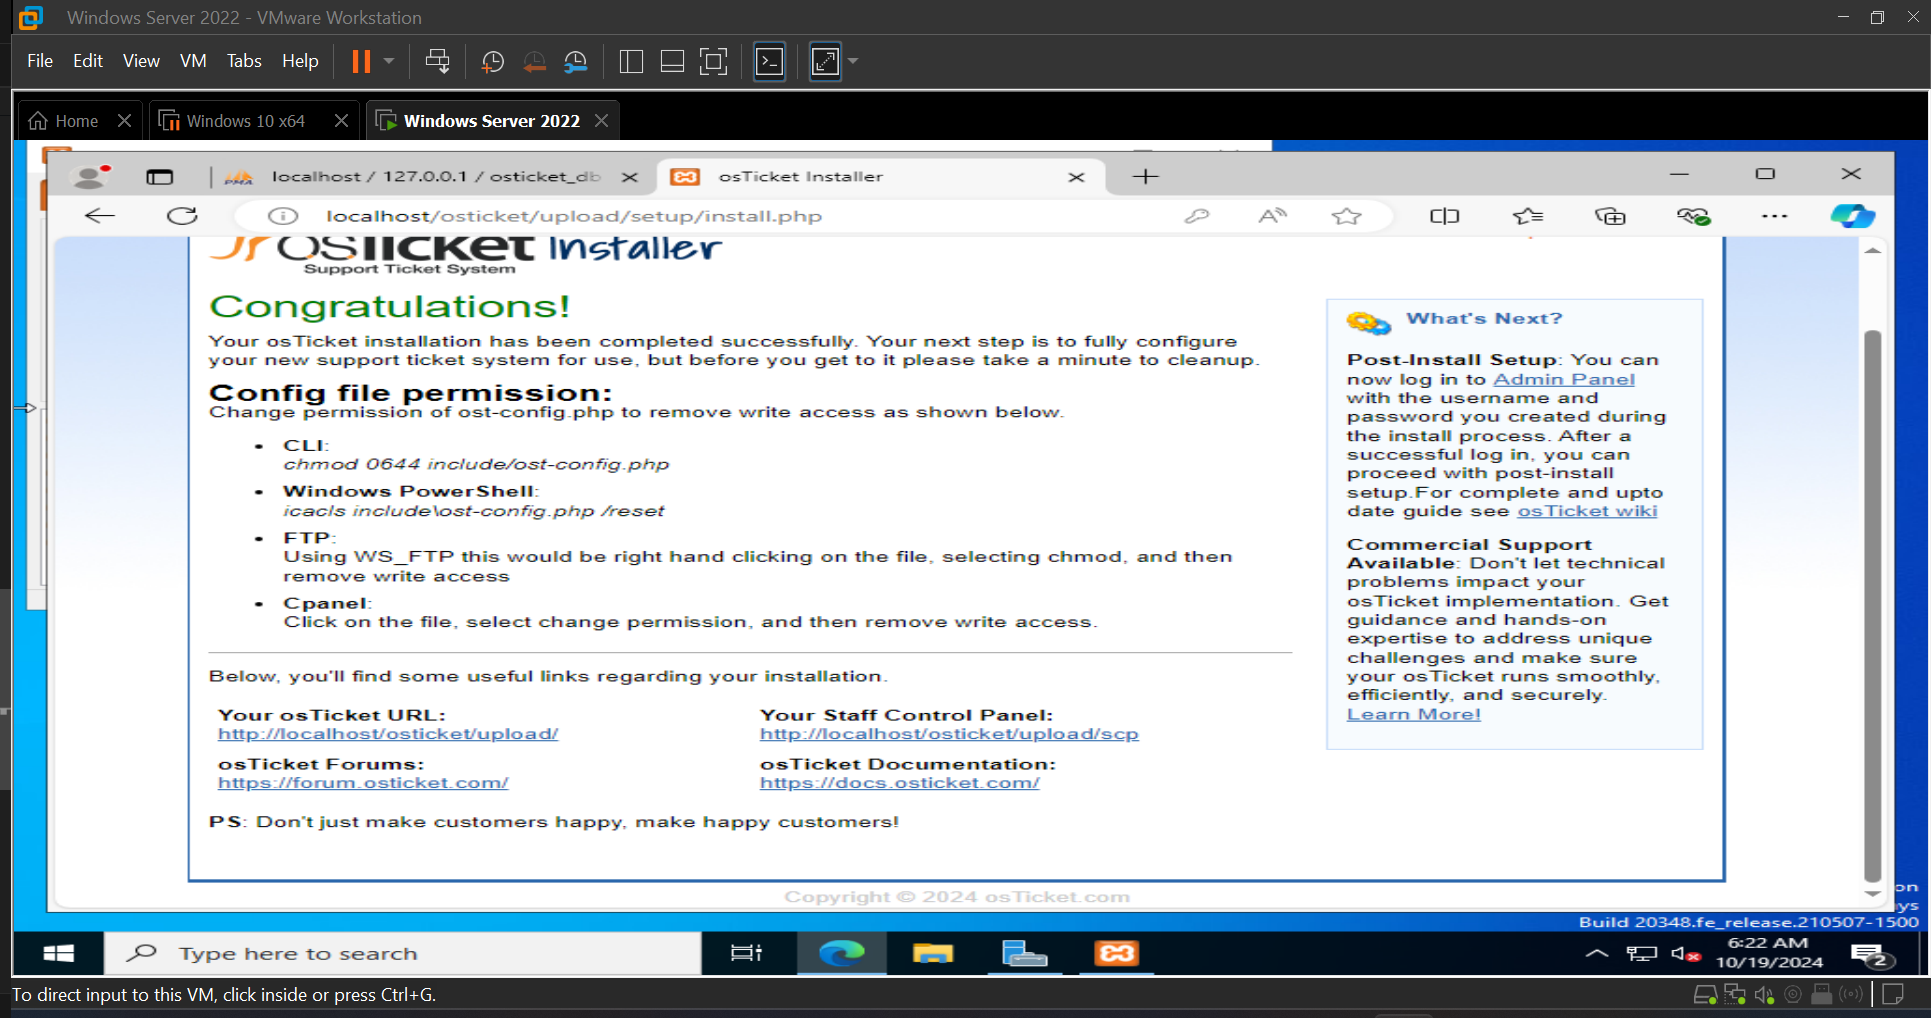 Windows Server 2022 - VMware Workstation
File Edit View VM Tabs Help
Home
Windows 10 x64
Windows Server 2022
PMA
localhost / 127.0.0.1 / osticket_db
osTicket Installer
localhost/osticket/upload/setup/install.php
osTicket Installer
Support Ticket System
Congratulations!
Your osTicket installation has been completed successfully. Your next step is to fully configure
your new support ticket system for use, but before you get to it please take a minute to cleanup.
Config file permission:
Change permission of ost-config.php to remove write access as shown below.
• CLI:
chmod 0644 include/ost-config.php
• Windows PowerShell:
icacls include\ost-config.php /reset
• FTP:
Using WS_FTP this would be right hand clicking on the file, selecting chmod, and then
remove write access
• Cpanel:
Click on the file, select change permission, and then remove write access.
Below, you'll find some useful links regarding your installation.
Your osTicket URL:
http://localhost/osticket/upload/
Your Staff Control Panel:
http://localhost/osticket/upload/scp
osTicket Forums:
https://forum.osticket.com/
osTicket Documentation:
https://docs.osticket.com/
PS: Don't just make customers happy, make happy customers!
What's Next?
Post-Install Setup: You can
now log in to Admin Panel
with the username and
password you created during
the install process. After a
successful log in, you can
proceed with post-install
setup.For complete and upto
date guide see osTicket wiki
Commercial Support
Available: Don't let technical
problems impact your
osTicket implementation. Get
guidance and hands-on
expertise to address unique
challenges and make sure
your osTicket runs smoothly,
efficiently, and securely.
Learn More!
Copyright © 2024 osTicket.com
on
ys
Build 20348.fe_release.210507-1500
Type here to search
6:22 AM
10/19/2024
2
To direct input to this VM, click inside or press Ctrl+G.